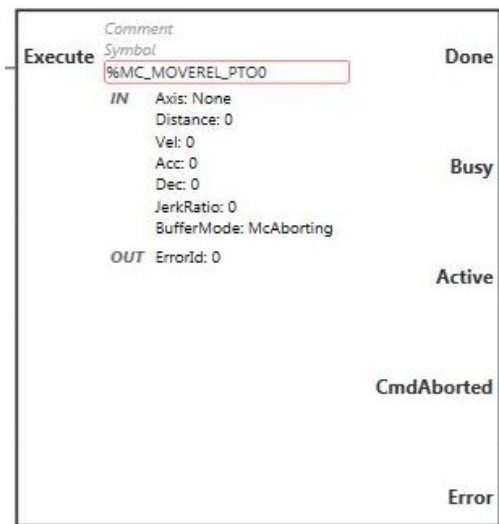 Comment
Execute Symbol Done
%MC_MOVEREL_PTO0
IN Axis: None
Distance: 0
Vel: 0
Acc: 0 Busy
Dec: 0
JerkRatio: 0
BufferMode: McAborting
OUT ErrorId: 0
Active
CmdAborted
Error